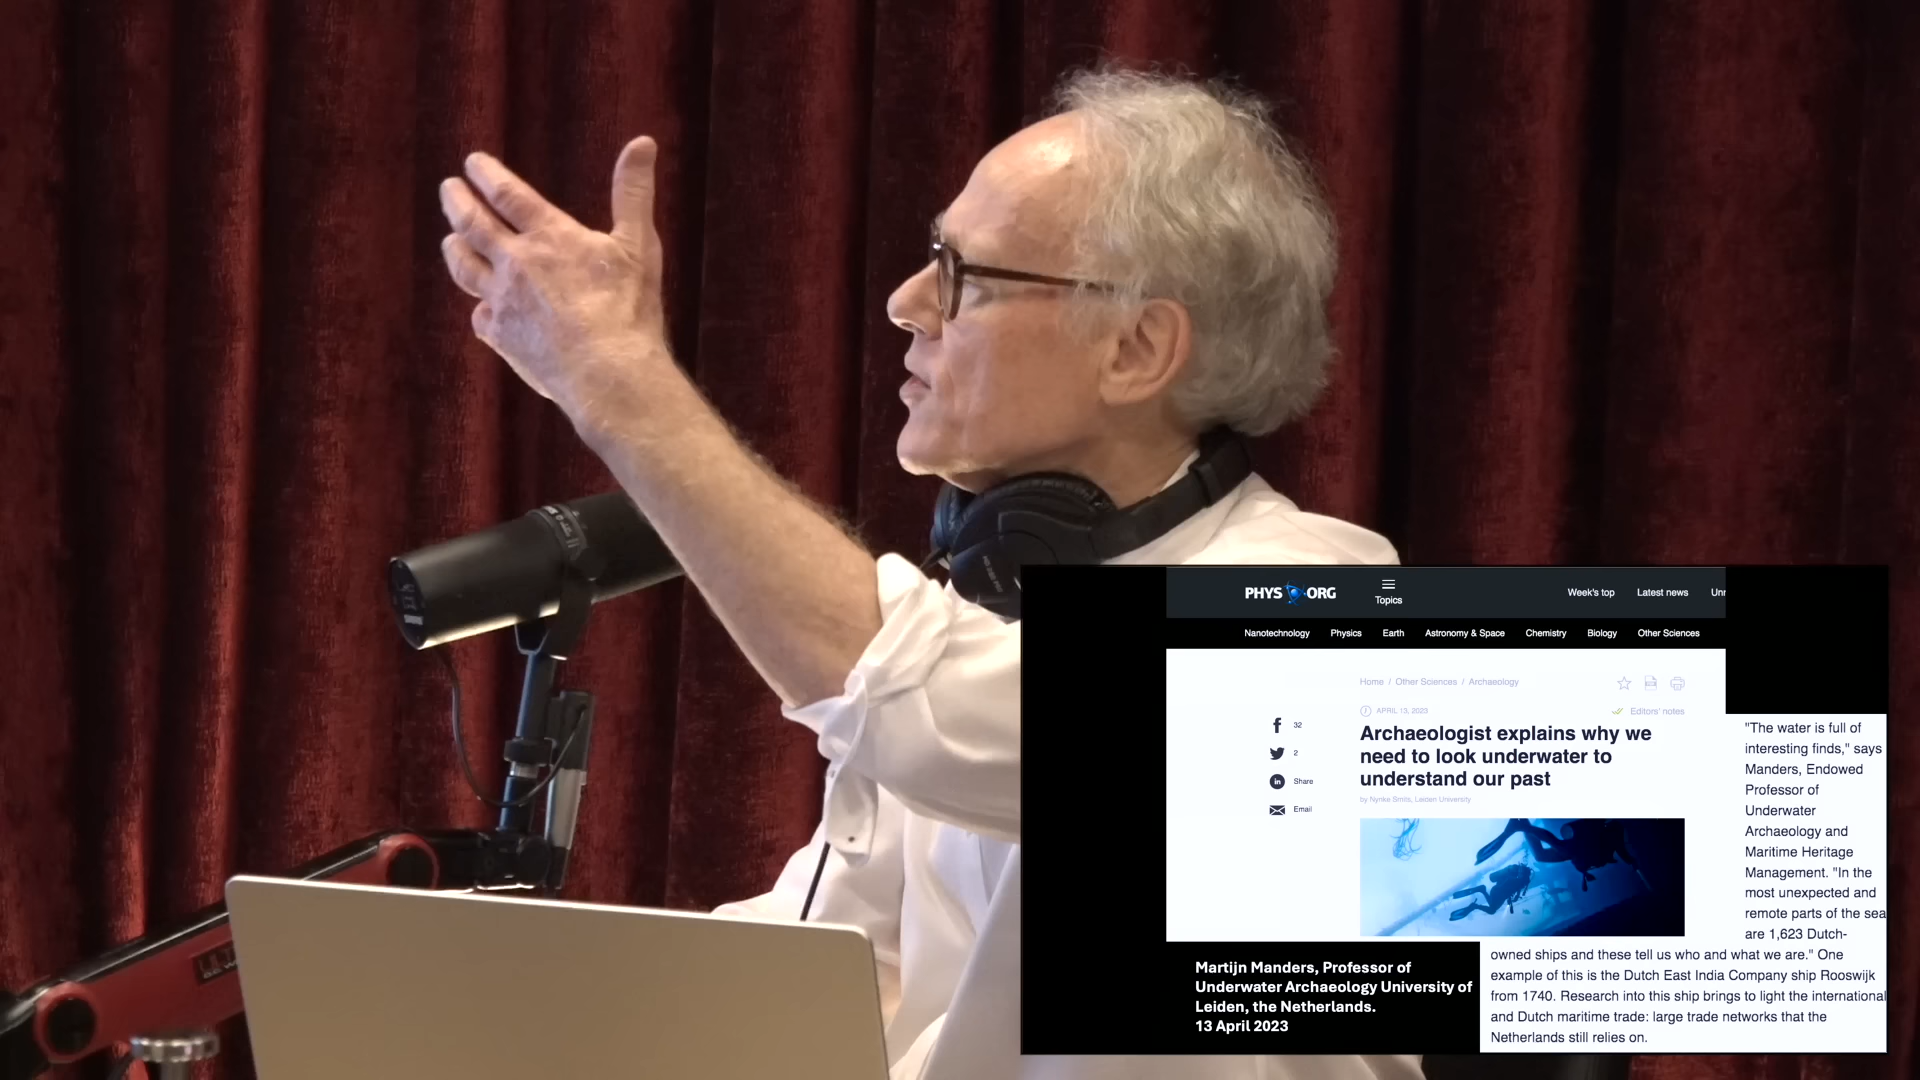 PHYS ORG
Topics
Week's top
Latest news
Unr
Nanotechnology
Physics
Earth
Astronomy & Space
Chemistry
Biology
Other Sciences
Home / Other Sciences / Archaeology
APRIL 13, 2023
Editors' notes
Archaeologist explains why we
need to look underwater to
understand our past
by Nynke Smits, Leiden University
32
2
Share
Email
"The water is full of
interesting finds," says
Manders, Endowed
Professor of
Underwater
Archaeology and
Maritime Heritage
Management. "In the
most unexpected and
remote parts of the sea
are 1,623 Dutch-
owned ships and these tell us who and what we are." One
example of this is the Dutch East India Company ship Rooswijk
from 1740. Research into this ship brings to light the international
and Dutch maritime trade: large trade networks that the
Netherlands still relies on.
Martijn Manders, Professor of
Underwater Archaeology University of
Leiden, the Netherlands.
13 April 2023